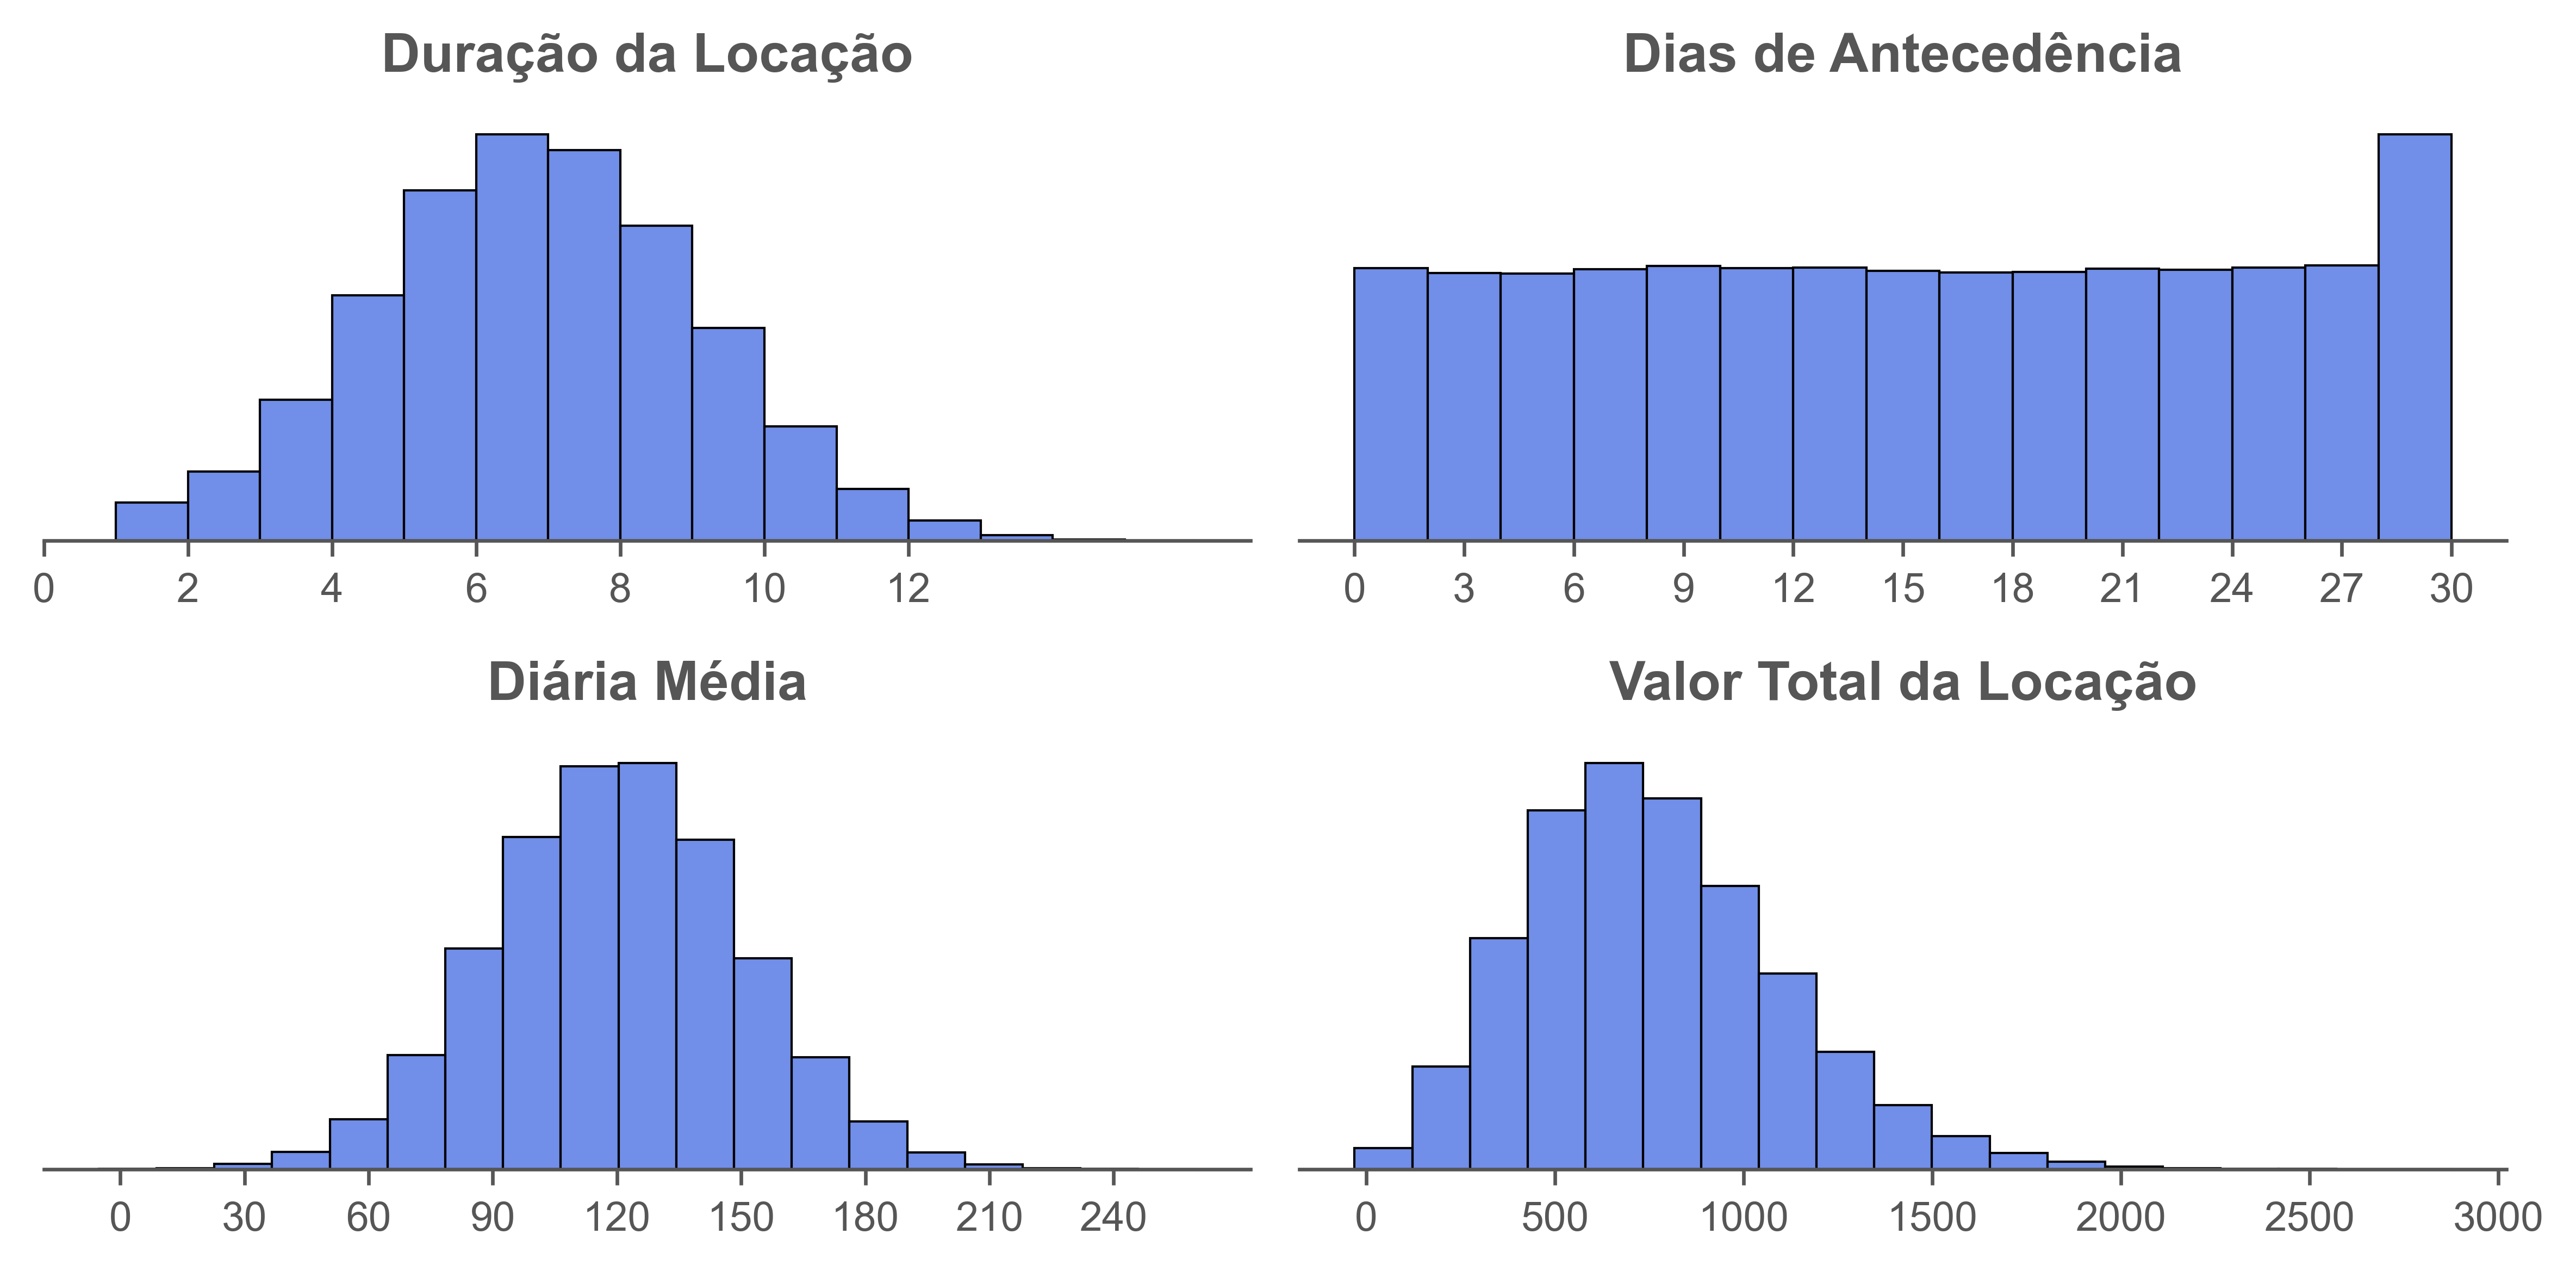 Duração da Locação
0 2 4 6 8 10 12
Dias de Antecedência
0 3 6 9 12 15 18 21 24 27 30
Diária Média
0 30 60 90 120 150 180 210 240
Valor Total da Locação
0 500 1000 1500 2000 2500 3000